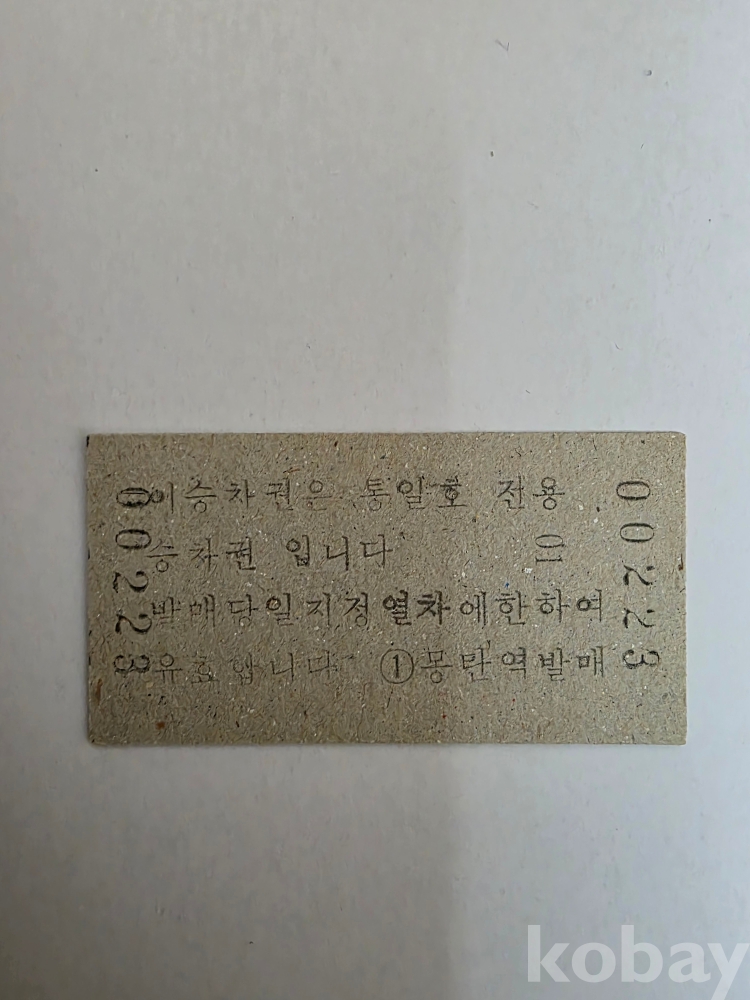 이승차권은 통일호 전용
승차권 입니다 01
발매당일지정열차에한하여
유효합니다 ①몽탄역발매
00223
00223
kobay